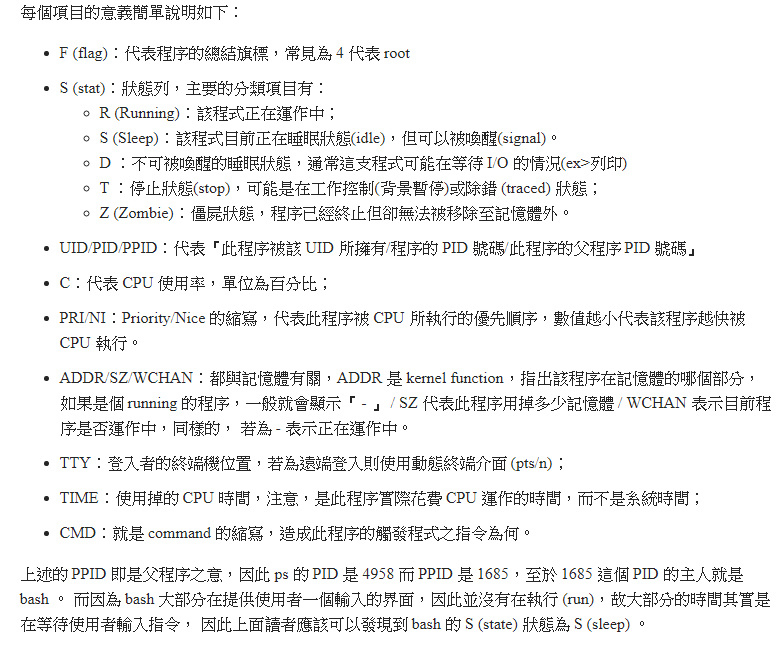 每個項目的意義簡單說明如下：
• F (flag)：代表程序的總結旗標，常見為 4 代表 root
• S (stat)：狀態列，主要的分類項目有：
◦ R (Running)：該程式正在運作中；
◦ S (Sleep)：該程式目前正在睡眠狀態(idle)，但可以被喚醒(signal)。
◦ D ：不可被喚醒的睡眠狀態，通常這支程式可能在等待 I/O 的情況(ex>列印)
◦ T ：停止狀態(stop)，可能是在工作控制(背景暫停)或除錯 (traced) 狀態；
◦ Z (Zombie)：僵屍狀態，程序已經終止但卻無法被移除至記憶體外。
• UID/PID/PPID：代表『此程序被該 UID 所擁有/程序的 PID 號碼/此程序的父程序 PID 號碼』
• C：代表 CPU 使用率，單位為百分比；
• PRI/NI：Priority/Nice 的縮寫，代表此程序被 CPU 所執行的優先順序，數值越小代表該程序越快被
CPU 執行。
• ADDR/SZ/WCHAN：都與記憶體有關，ADDR 是 kernel function，指出該程序在記憶體的哪個部分，
如果是個 running 的程序，一般就會顯示『 - 』 / SZ 代表此程序用掉多少記憶體 / WCHAN 表示目前程
序是否運作中，同樣的， 若為 - 表示正在運作中。
• TTY：登入者的終端機位置，若為遠端登入則使用動態終端介面 (pts/n)；
• TIME：使用掉的 CPU 時間，注意，是此程序實際花費 CPU 運作的時間，而不是系統時間；
• CMD：就是 command 的縮寫，造成此程序的觸發程式之指令為何。
上述的 PPID 即是父程序之意，因此 ps 的 PID 是 4958 而 PPID 是 1685，至於 1685 這個 PID 的主人就是
bash 。 而因為 bash 大部分在提供使用者一個輸入的界面，因此並沒有在執行 (run)，故大部分的時間其實是
在等待使用者輸入指令， 因此上面讀者應該可以發現到 bash 的 S (state) 狀態為 S (sleep) 。